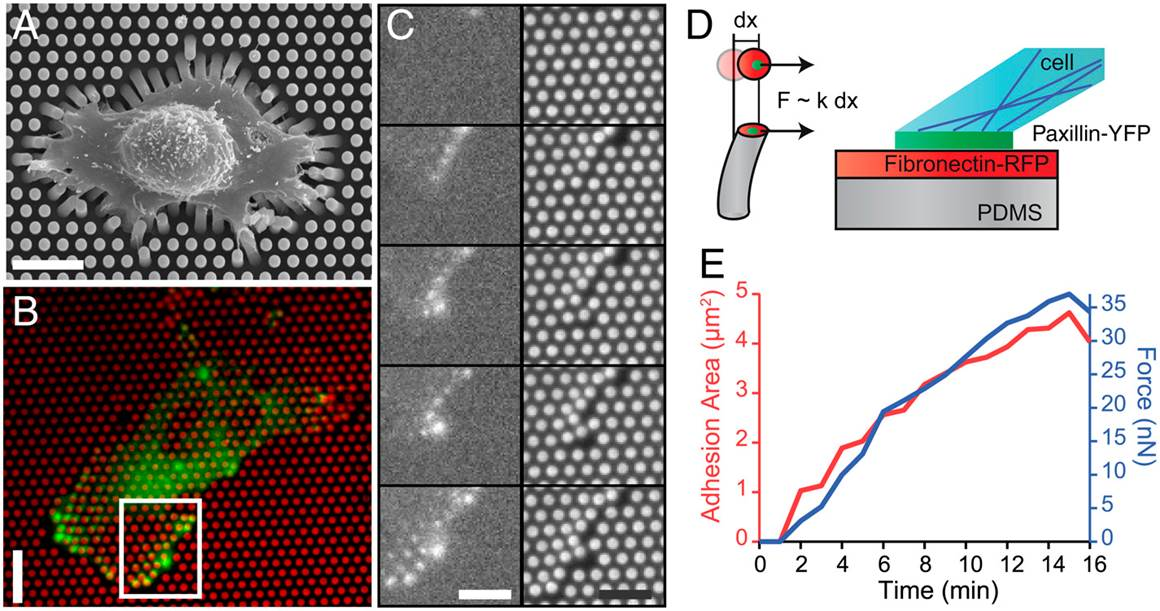 A
B
C
D
dx
F ~ k dx
cell
Paxillin-YFP
Fibronectin-RFP
PDMS
E
Adhesion Area (μm²)
5
4
3
2
1
0
35
30
25
20
15
10
5
0
Force (nN)
0 2 4 6 8 10 12 14 16
Time (min)